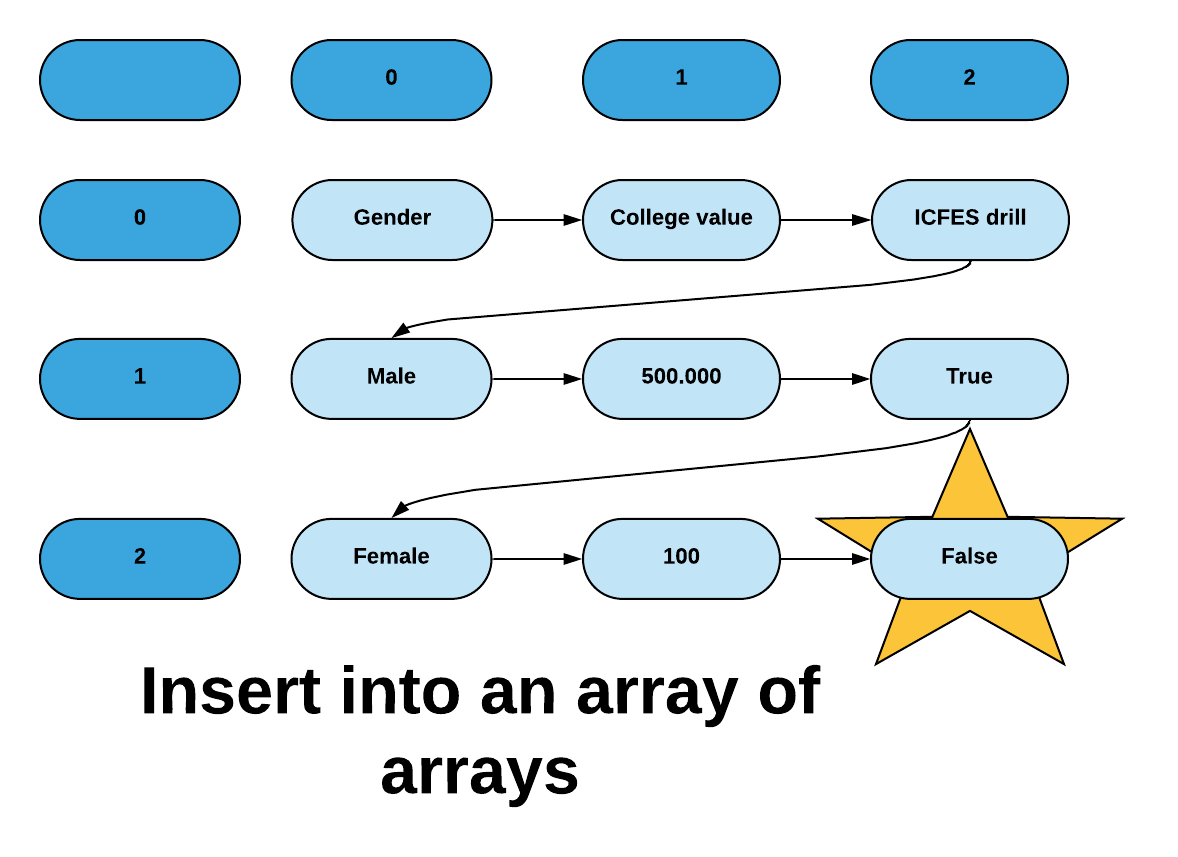 0 1 2
0 Gender College value ICFES drill
1 Male 500.000 True
2 Female 100 False
Insert into an array of
arrays